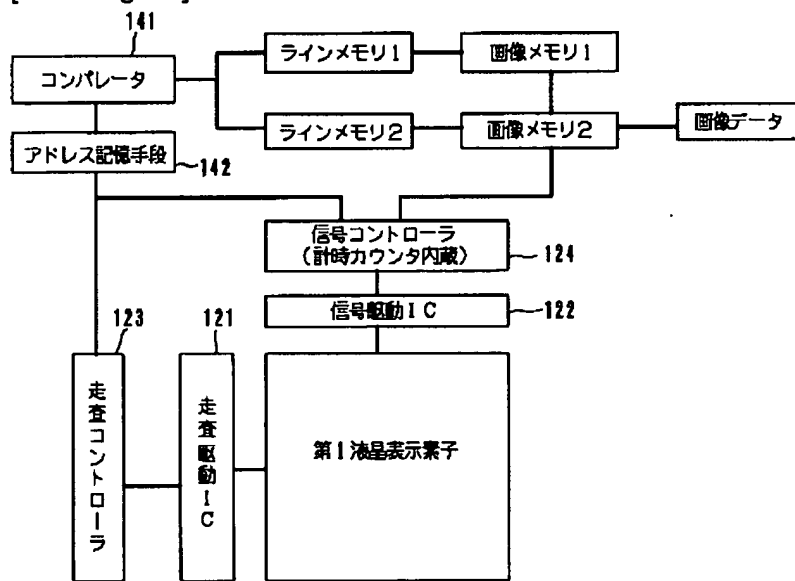 141
コンパレータ
ラインメモリ1
画像メモリ1
ラインメモリ2
画像メモリ2
画像データ
アドレス記憶手段
142
信号コントローラ
(計時カウンタ内蔵)
124
信号駆動IC
122
123
121
走査コントローラ
走査駆動IC
第1液晶表示素子